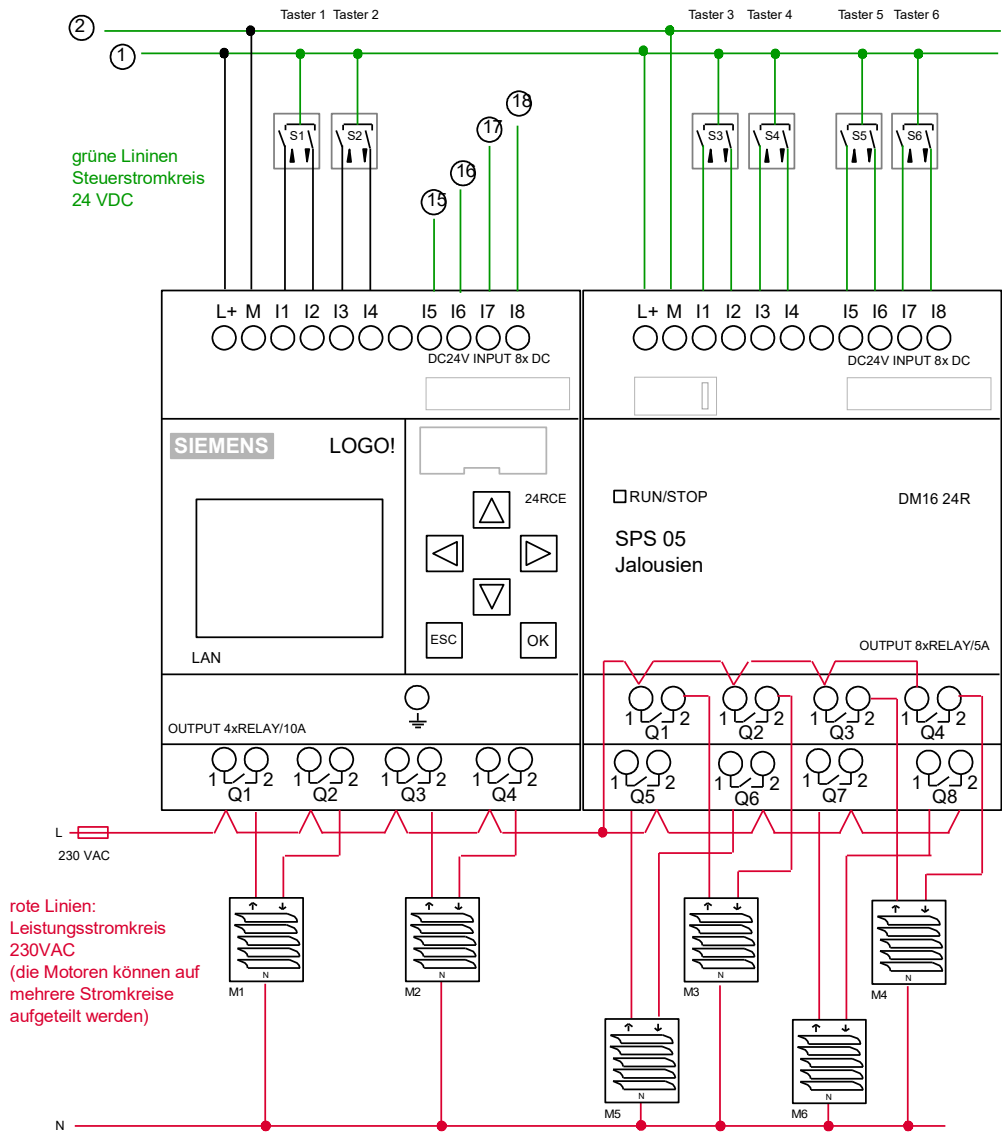 Taster 1 Taster 2 Taster 3 Taster 4 Taster 5 Taster 6
2
1
18
17
S1 S2 S3 S4 S5 S6
grüne Lininen
Steuerstromkreis
24 VDC
16
15
L+ M I1 I2 I3 I4 I5 I6 I7 I8
L+ M I1 I2 I3 I4 I5 I6 I7 I8
DC24V INPUT 8x DC
DC24V INPUT 8x DC
SIEMENS LOGO!
24RCE
RUN/STOP
DM16 24R
SPS 05
Jalousien
ESC OK
LAN
OUTPUT 8xRELAY/5A
1 2 1 2 1 2 1 2
Q1 Q2 Q3 Q4
OUTPUT 4xRELAY/10A
1 2 1 2 1 2 1 2
Q1 Q2 Q3 Q4
1 2 1 2 1 2 1 2
Q5 Q6 Q7 Q8
L
230 VAC
rote Linien:
Leistungsstromkreis
230VAC
(die Motoren können auf
mehrere Stromkreise
aufgeteilt werden)
N N N N
M1 M2 M3 M4
N N
M5 M6
N